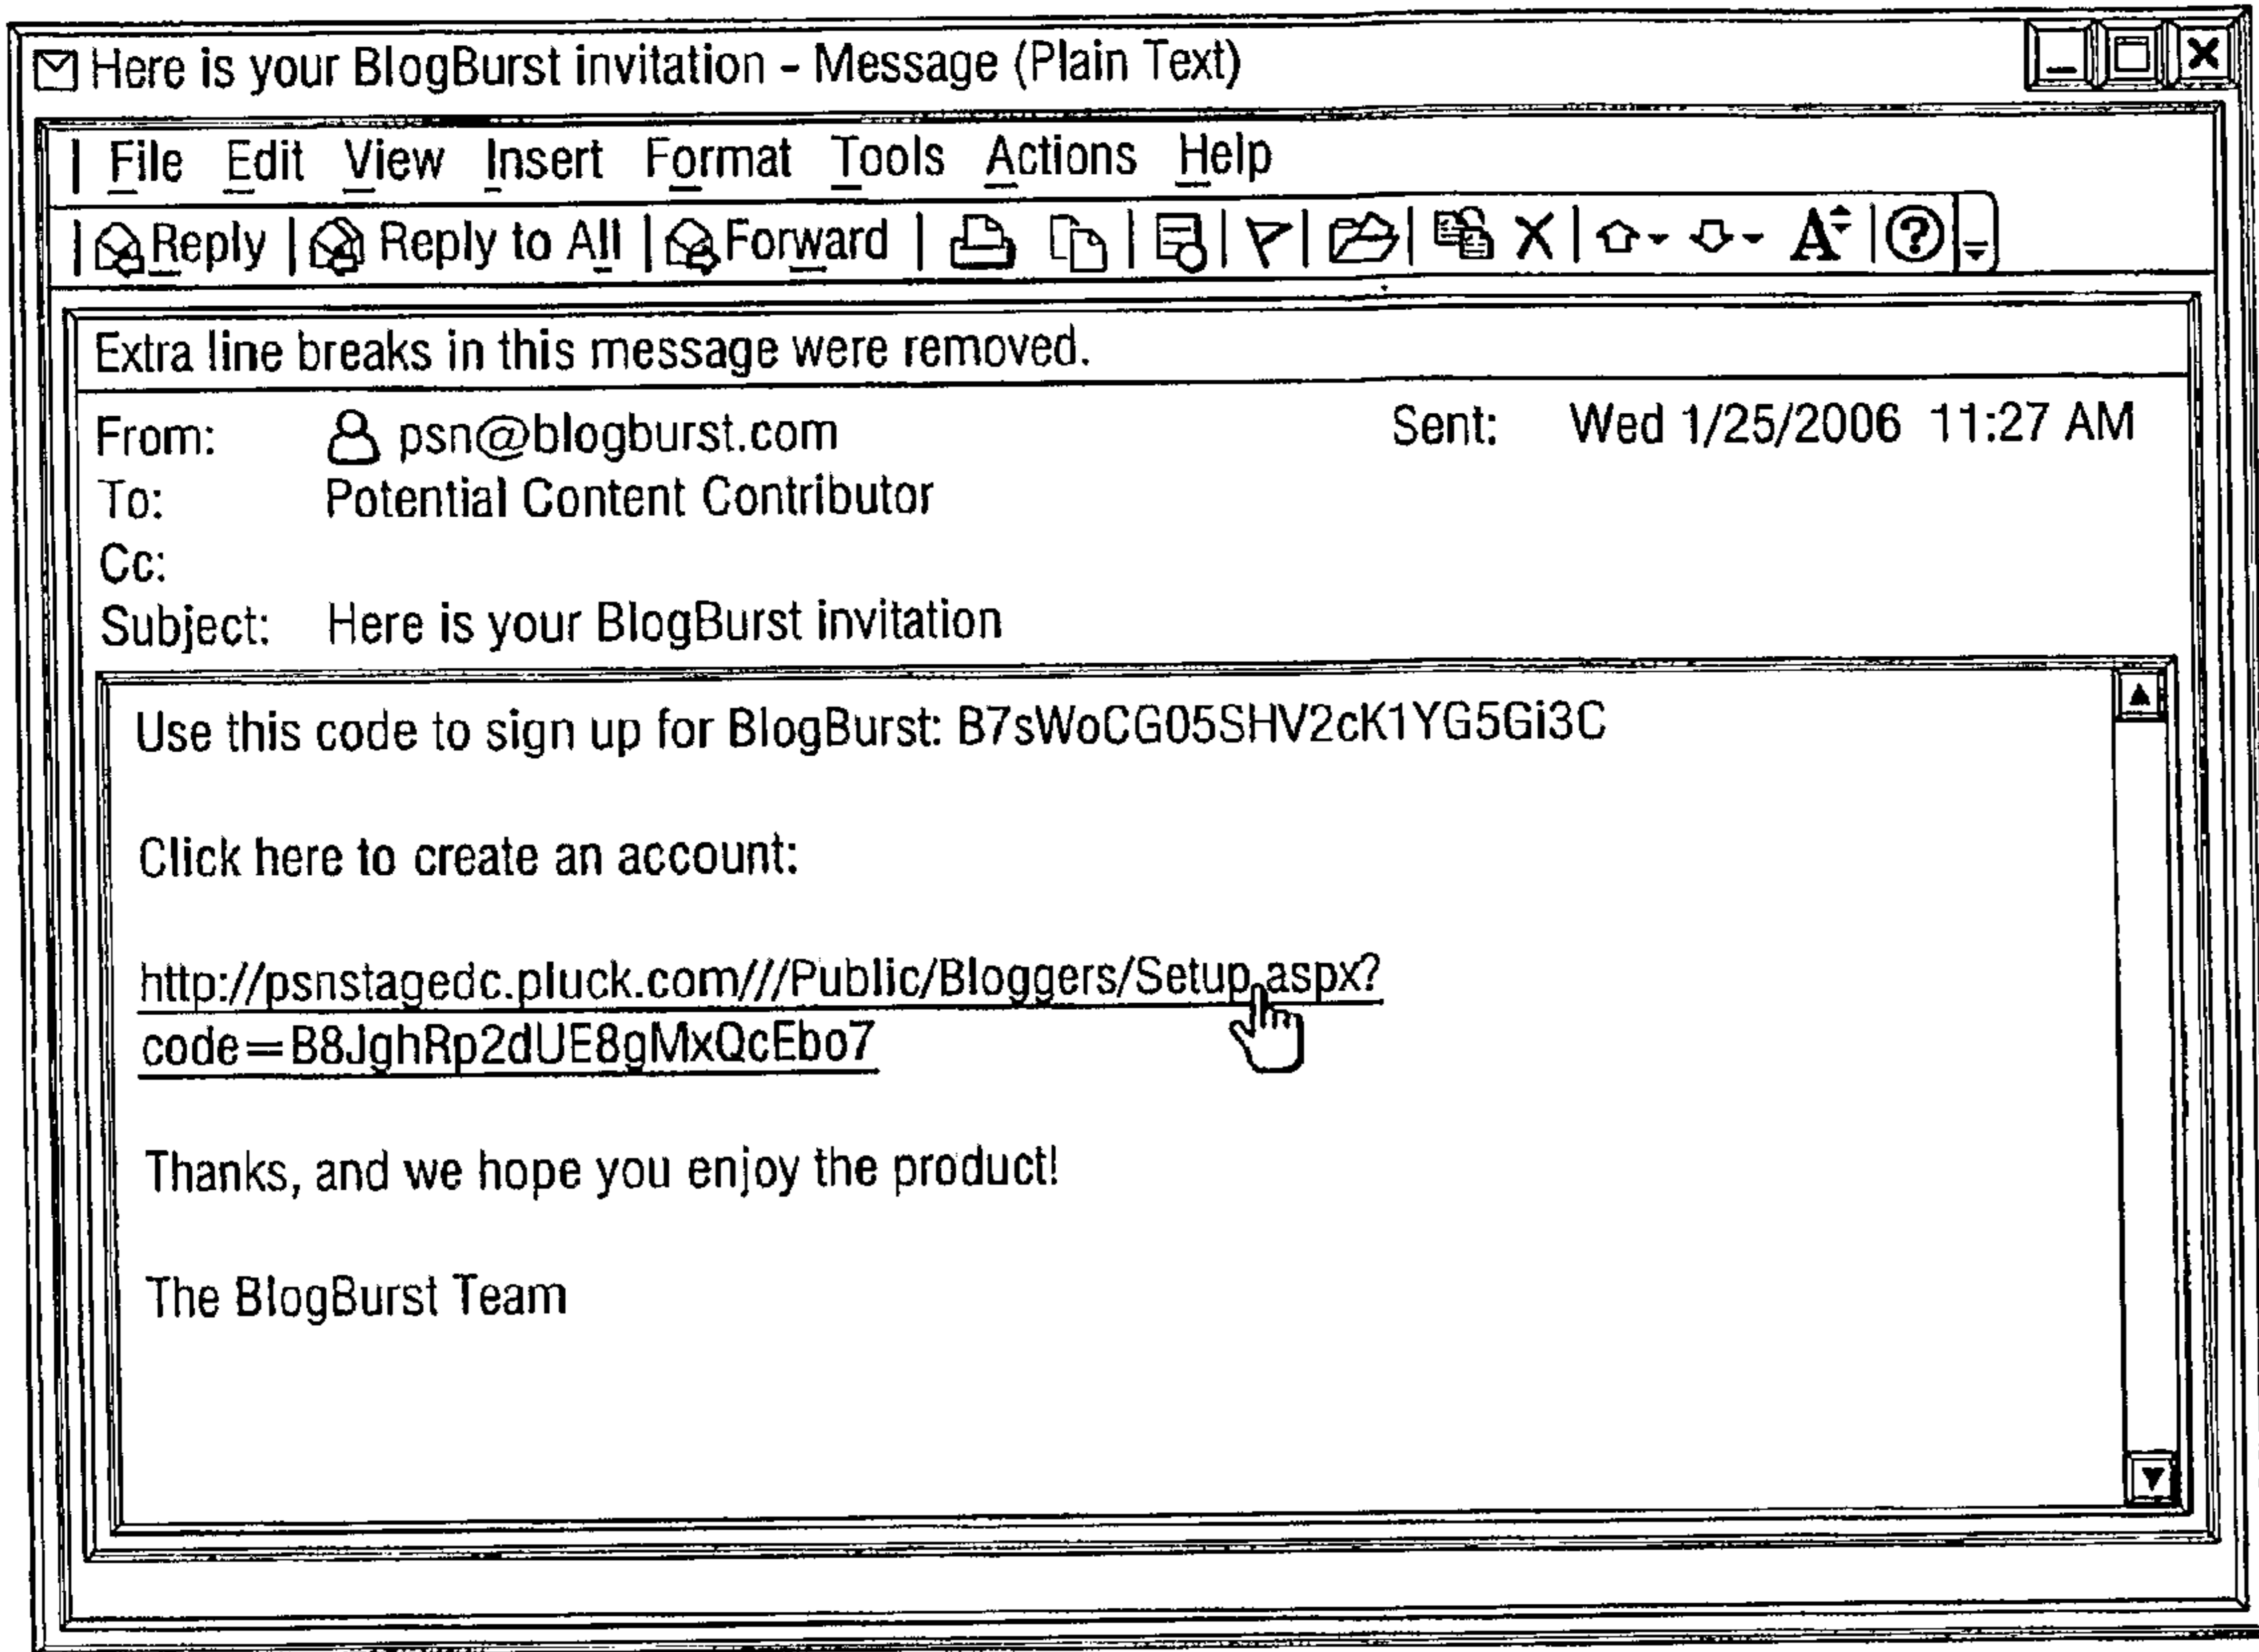 Here is your BlogBurst invitation - Message (Plain Text)
File Edit View Insert Format Tools Actions Help
Reply | Reply to All | Forward
Extra line breaks in this message were removed.
From: psn@blogburst.com Sent: Wed 1/25/2006 11:27 AM
To: Potential Content Contributor
Cc:
Subject: Here is your BlogBurst invitation
Use this code to sign up for BlogBurst: B7sWoCG05SHV2cK1YG5Gi3C
Click here to create an account:
http://psnstagedc.pluck.com///Public/Bloggers/Setup.aspx?
code=B8JghRp2dUE8gMxQcEbo7
Thanks, and we hope you enjoy the product!
The BlogBurst Team